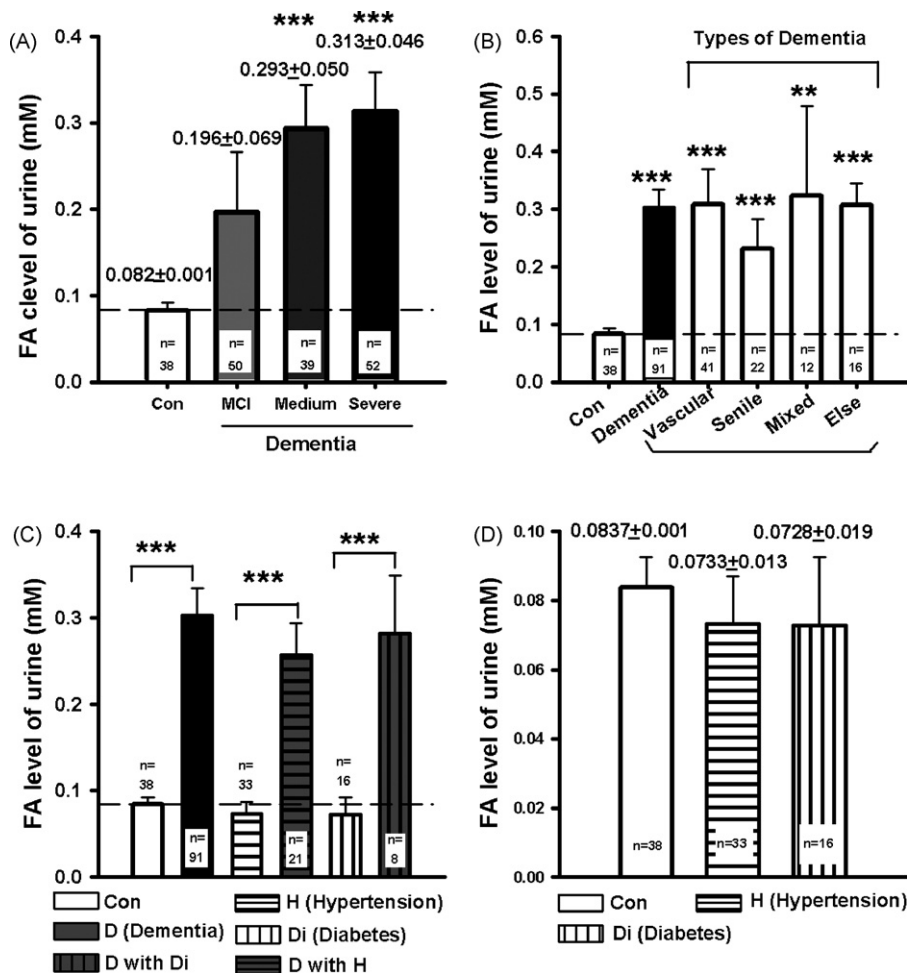 (A)
FA clevel of urine (mM)
0.4
0.3
0.2
0.1
0.0
***
***
0.313±0.046
0.293±0.050
0.196±0.069
0.082±0.001
n=
38
n=
60
n=
39
n=
52
Con MCI Medium Severe
Dementia
(B)
FA level of urine (mM)
0.6
0.5
0.4
0.3
0.2
0.1
0.0
Types of Dementia
***
***
***
**
***
n=
38
n=
91
n=
41
n=
22
n=
12
n=
16
Con
Dementia
Vascular
Senile
Mixed
Else
(C)
FA level of urine (mM)
0.4
0.3
0.2
0.1
0.0
***
***
***
n=
38
n=
91
n=
33
n=
21
n=
16
n=
8
Con
H (Hypertension)
D (Dementia)
Di (Diabetes)
D with Di
D with H
(D)
FA level of urine (mM)
0.10
0.08
0.06
0.04
0.02
0.00
0.0837±0.001
0.0733±0.013
0.0728±0.019
n=38
n=33
n=16
Con
H (Hypertension)
Di (Diabetes)